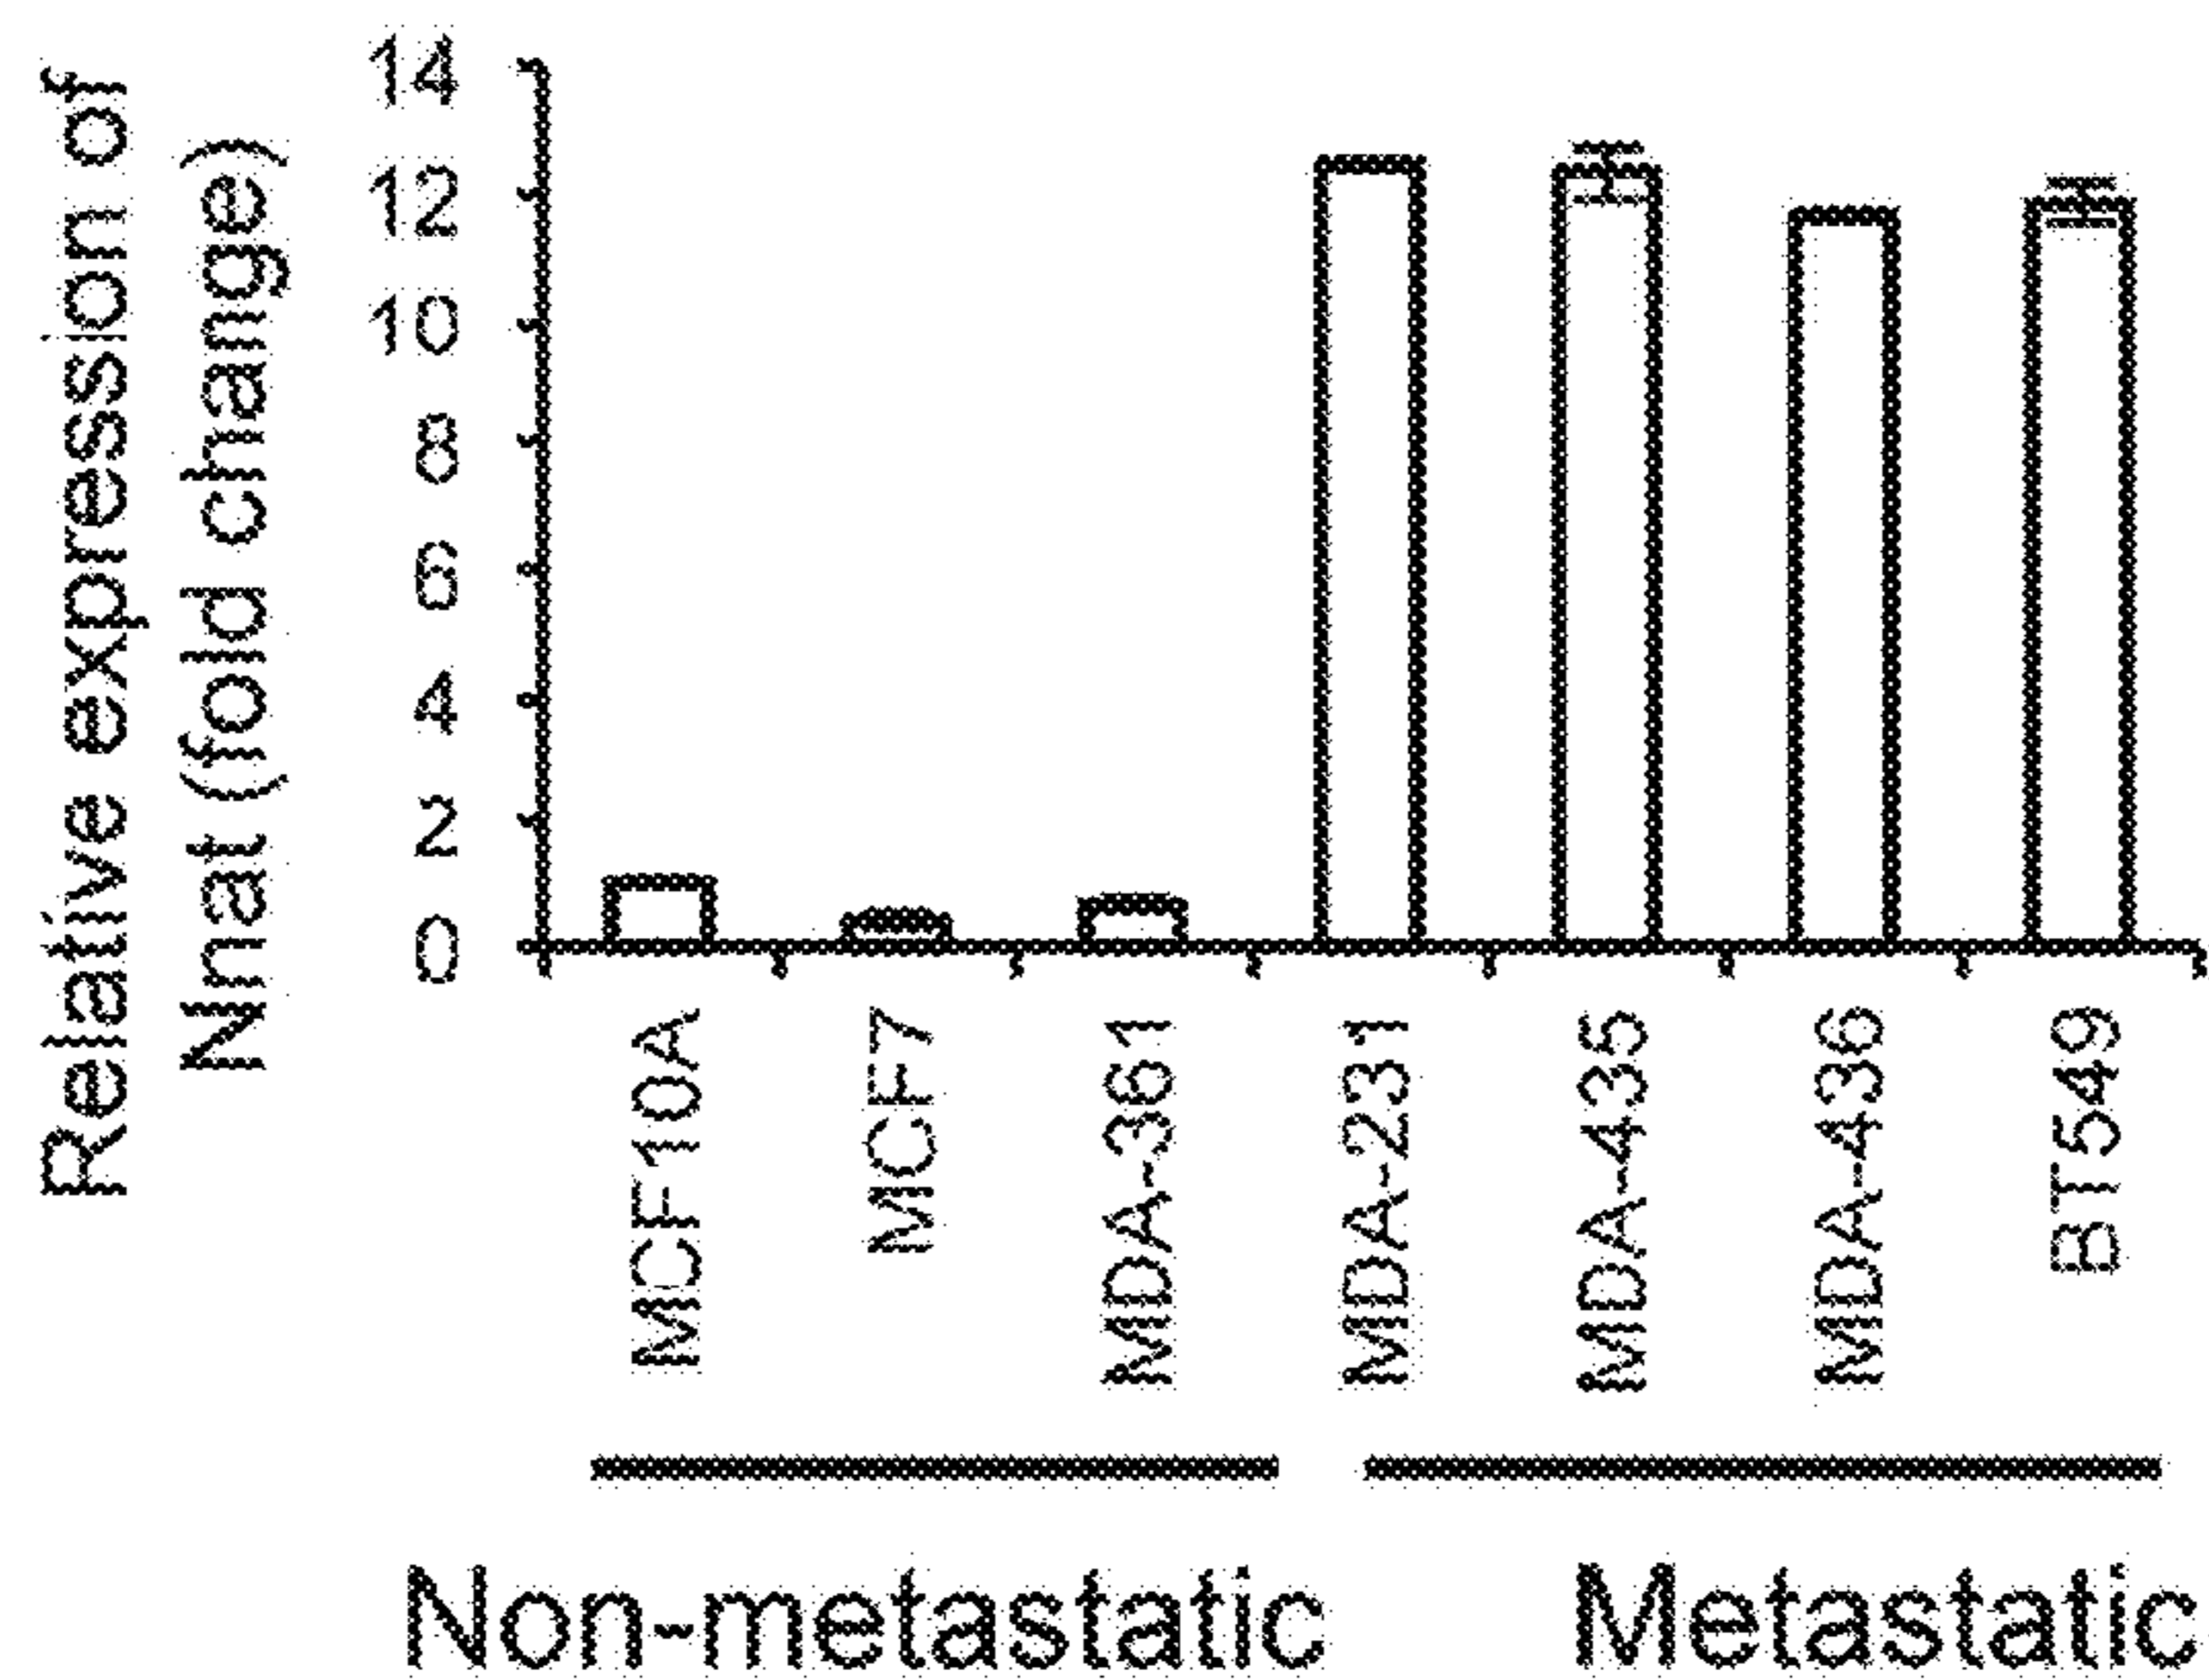 Relative expression of
Nnat (fold change)
14
12
10
8
6
4
2
0
MCF10A
MCF7
MDA-361
MDA-231
MDA-435
MDA-436
BT549
Non-metastatic
Metastatic